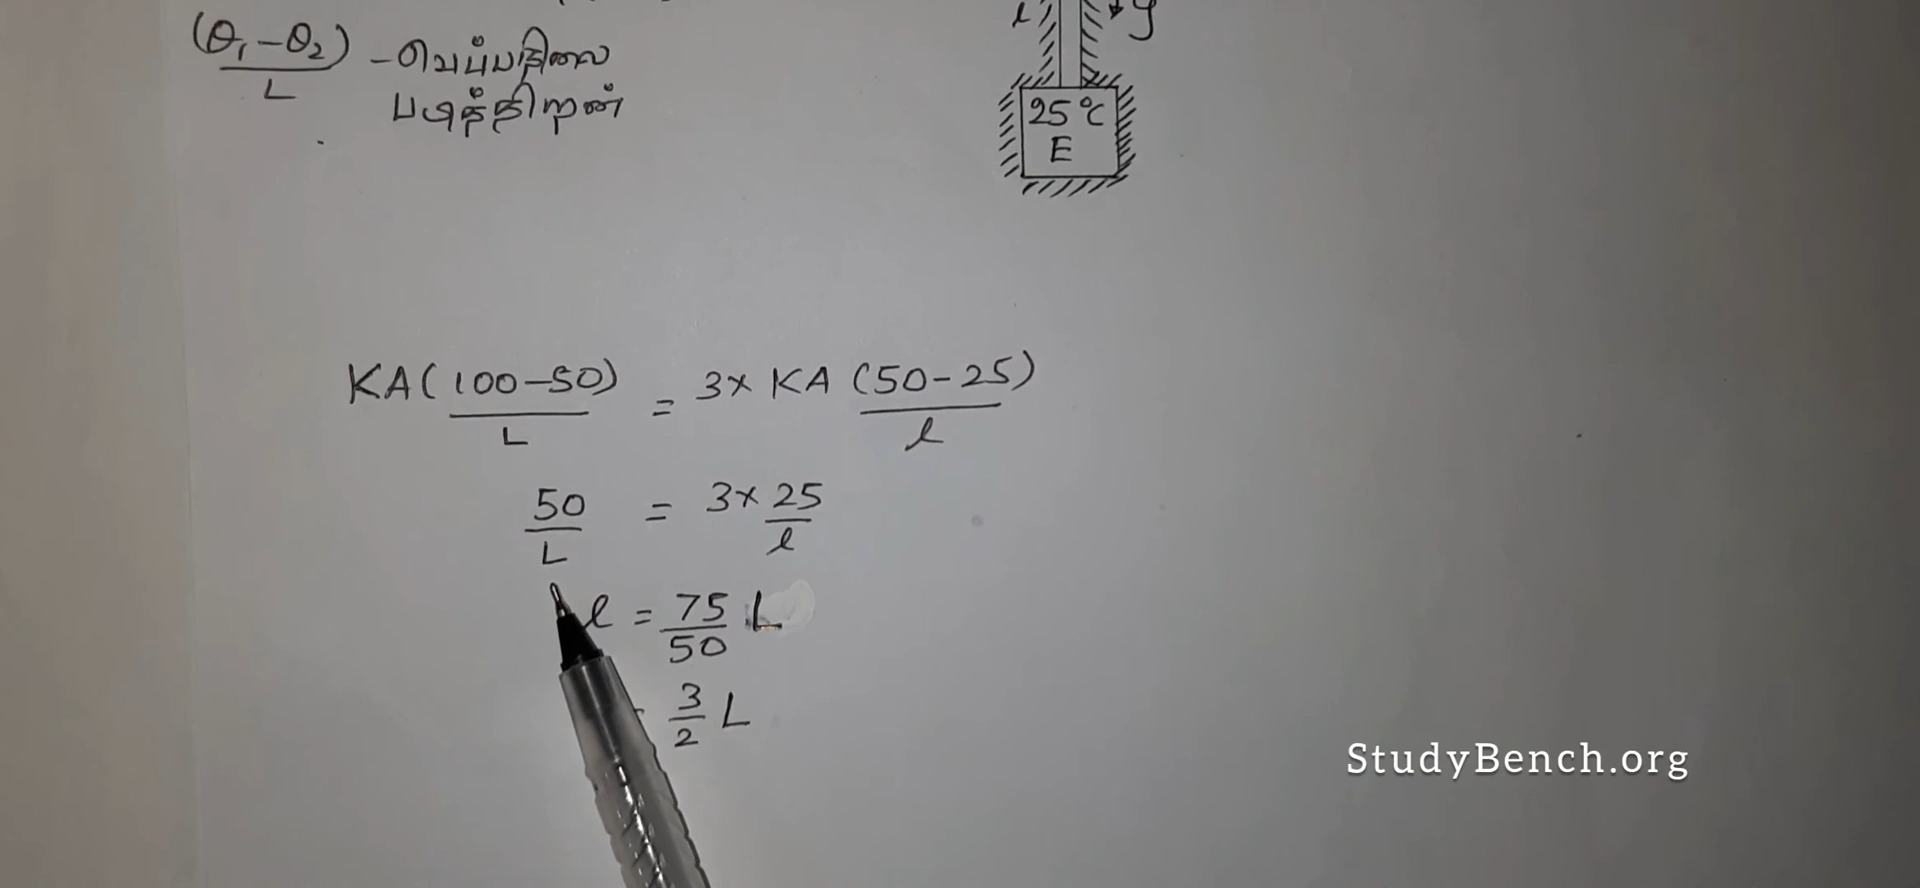 (θ₁ – θ₂) / L – வெப்பநிலை
படித்திறன்
l y
25 °C
E
KA (100 – 50) / L = 3 × KA (50 – 25) / l
50 / L = 3 × 25 / l
l = 75 / 50 L
3 / 2 L
StudyBench.org